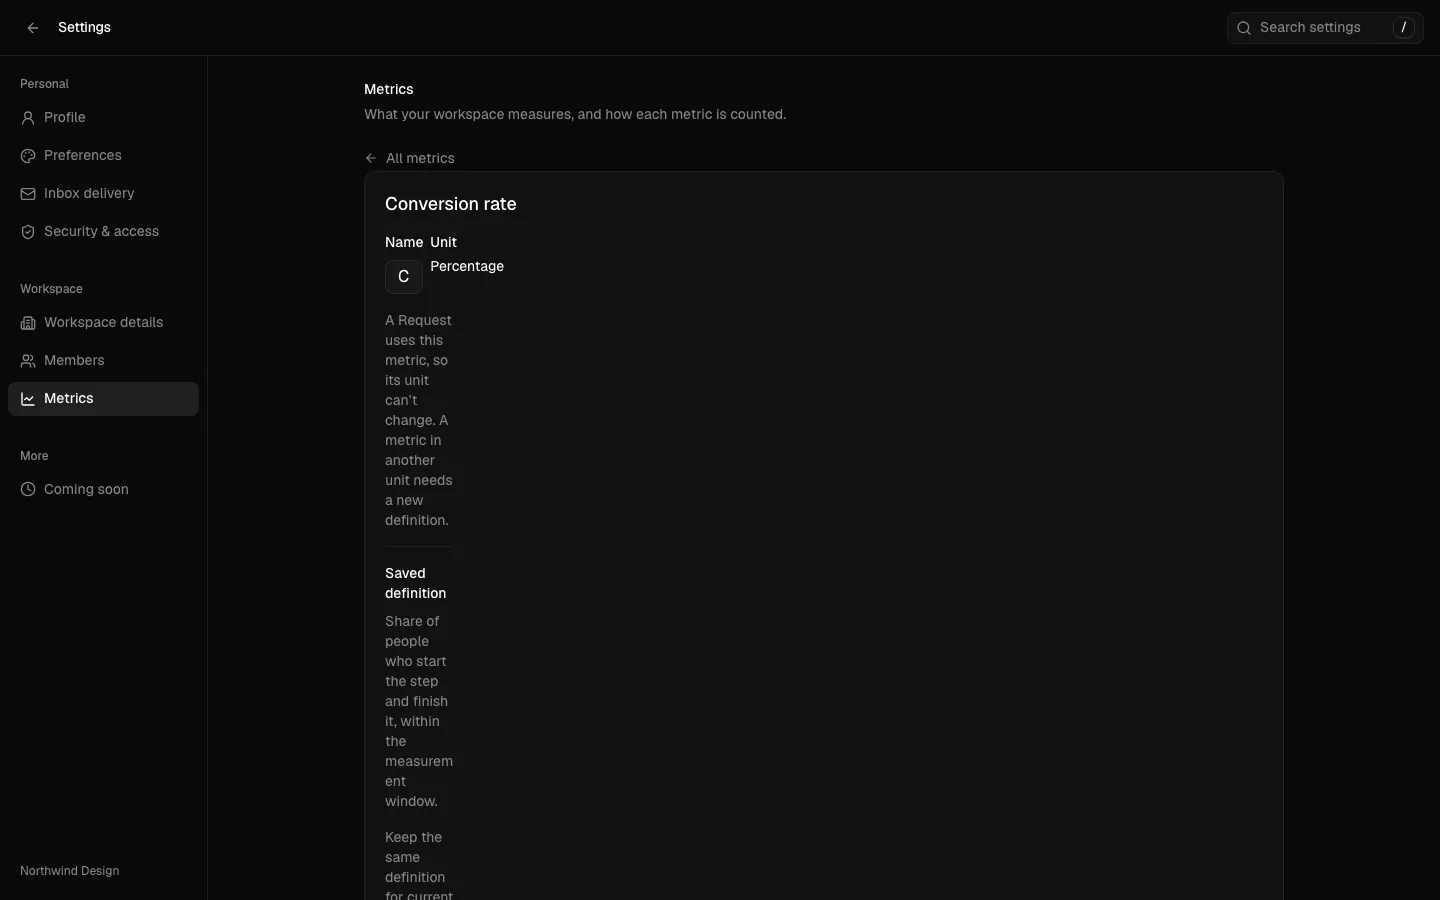 Settings
Search settings
/
Personal
Profile
Preferences
Inbox delivery
Security & access
Workspace
Workspace details
Members
Metrics
More
Coming soon
Northwind Design
Metrics
What your workspace measures, and how each metric is counted.
All metrics
Conversion rate
Name Unit
C
Percentage
A Request
uses this
metric, so
its unit
can’t
change. A
metric in
another
unit needs
a new
definition.
Saved
definition
Share of
people
who start
the step
and finish
it, within
the
measurem
ent
window.
Keep the
same
definition
for current